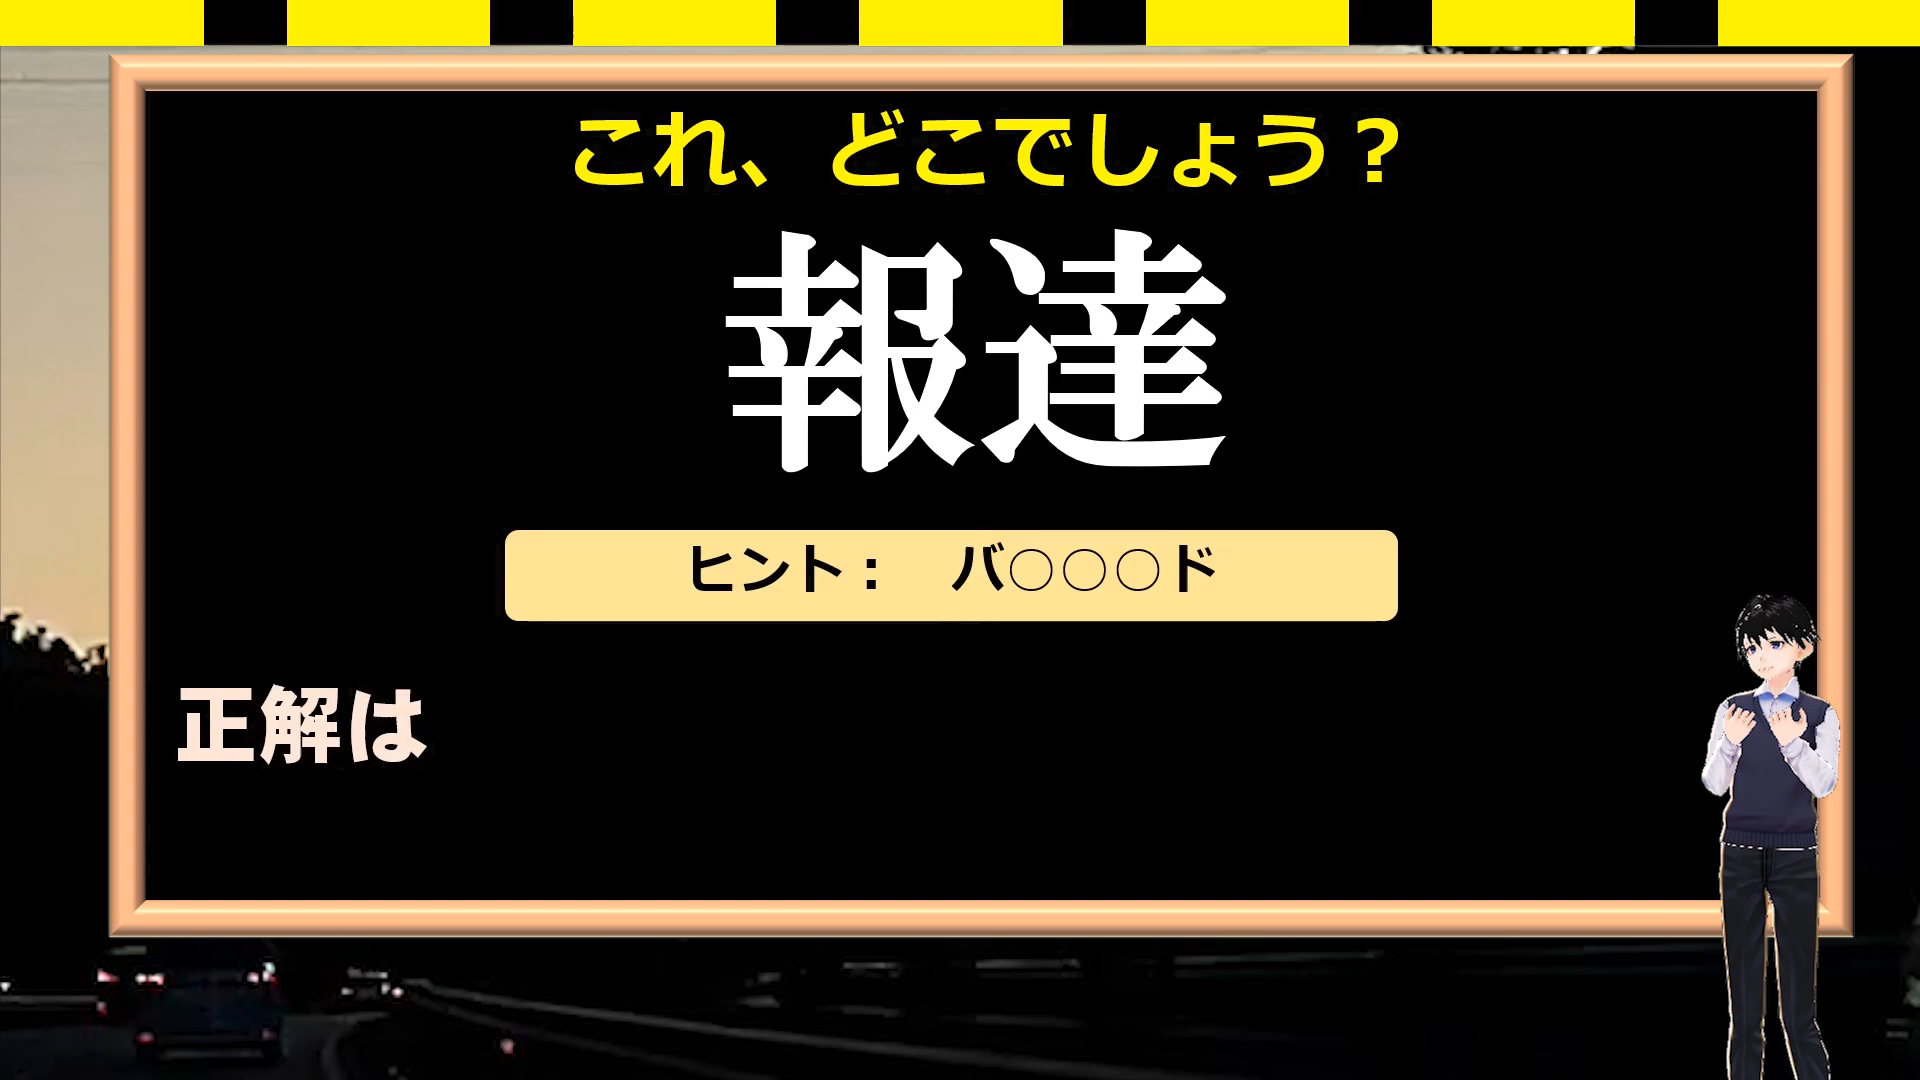 これ、どこでしょう？
報達
ヒント：　バ○○○ド
正解は